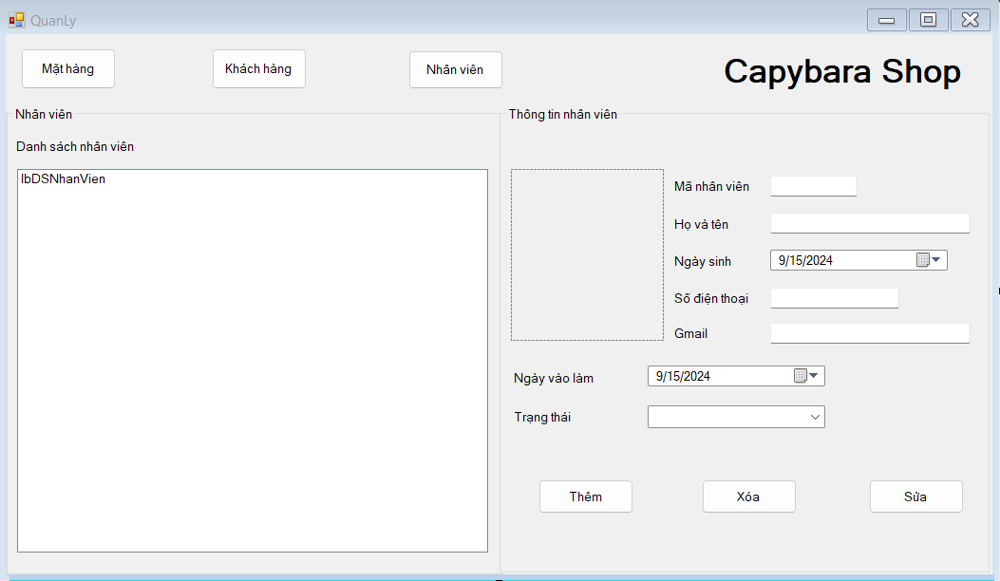 QuanLy
Mặt hàng
Khách hàng
Nhân viên
Capybara Shop
Nhân viên
Danh sách nhân viên
lbDSNhanVien
Thông tin nhân viên
Mã nhân viên
Họ và tên
Ngày sinh
9/15/2024
Số điện thoại
Gmail
Ngày vào làm
9/15/2024
Trạng thái
Thêm
Xóa
Sửa